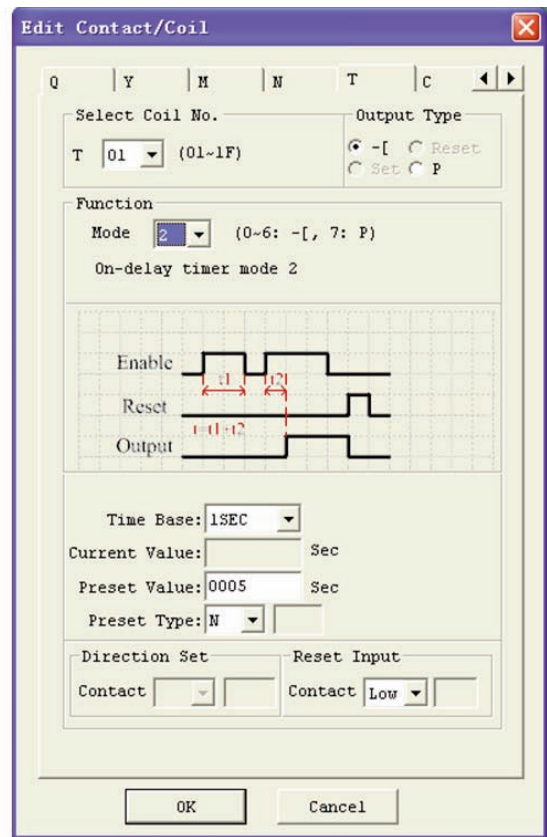 Edit Contact/Coil
Q Y M N T C
Select Coil No. Output Type
T 01 (01~1F) -[ Reset
Set P
Function
Mode 2 (0~6: -[, 7: P)
On-delay timer mode 2
Enable
t1 t2
Reset
t=t1+t2
Output
Time Base: 1SEC
Current Value: Sec
Preset Value: 0005 Sec
Preset Type: N
Direction Set Reset Input
Contact Contact Low
OK Cancel